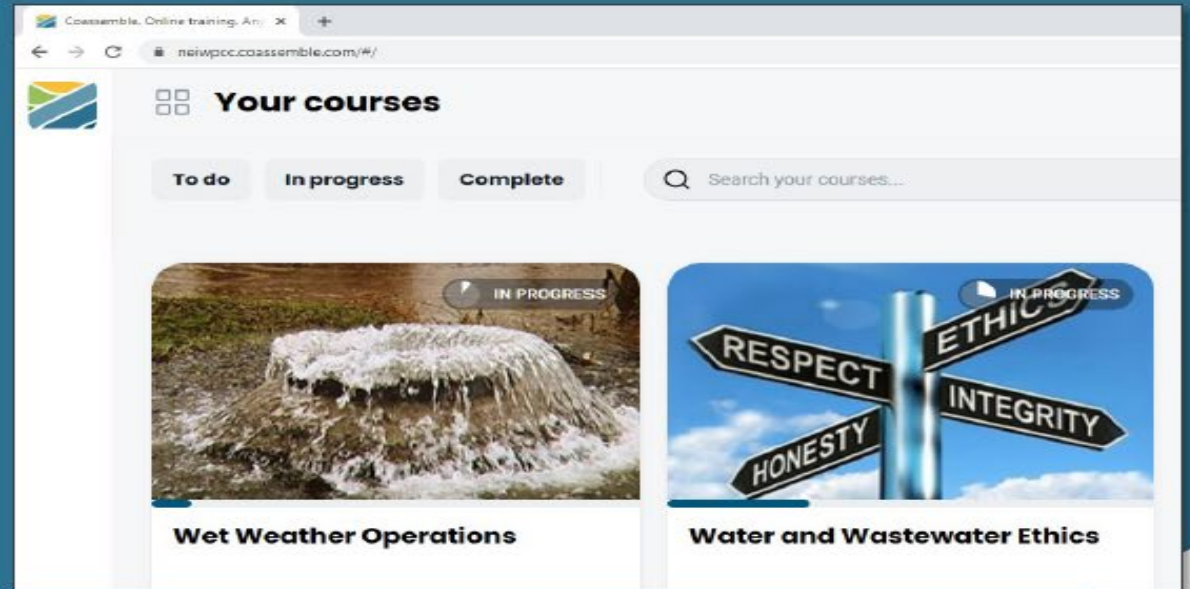 Coassemble. Online training. Any
neiwpcc.coassemble.com/#/
Your courses
To do
In progress
Complete
Search your courses...
IN PROGRESS
IN PROGRESS
ETHICS
RESPECT
INTEGRITY
HONESTY
Wet Weather Operations
Water and Wastewater Ethics